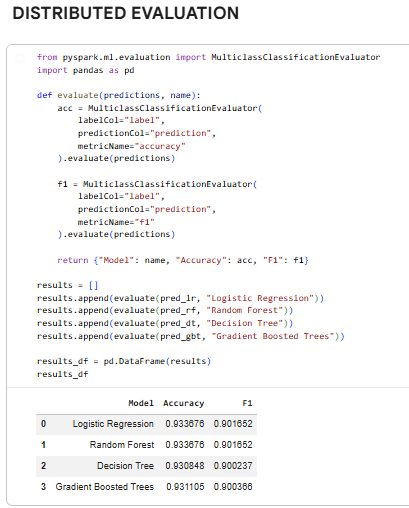 DISTRIBUTED EVALUATION
from pyspark.ml.evaluation import MulticlassClassificationEvaluator
import pandas as pd
def evaluate(predictions, name):
    acc = MulticlassClassificationEvaluator(
        labelCol="label",
        predictionCol="prediction",
        metricName="accuracy"
    ).evaluate(predictions)
    f1 = MulticlassClassificationEvaluator(
        labelCol="label",
        predictionCol="prediction",
        metricName="f1"
    ).evaluate(predictions)
    return {"Model": name, "Accuracy": acc, "F1": f1}
results = []
results.append(evaluate(pred_lr, "Logistic Regression"))
results.append(evaluate(pred_rf, "Random Forest"))
results.append(evaluate(pred_dt, "Decision Tree"))
results.append(evaluate(pred_gbt, "Gradient Boosted Trees"))
results_df = pd.DataFrame(results)
results_df
Model Accuracy F1
0 Logistic Regression 0.933676 0.901652
1 Random Forest 0.933676 0.901652
2 Decision Tree 0.930848 0.900237
3 Gradient Boosted Trees 0.931105 0.900366